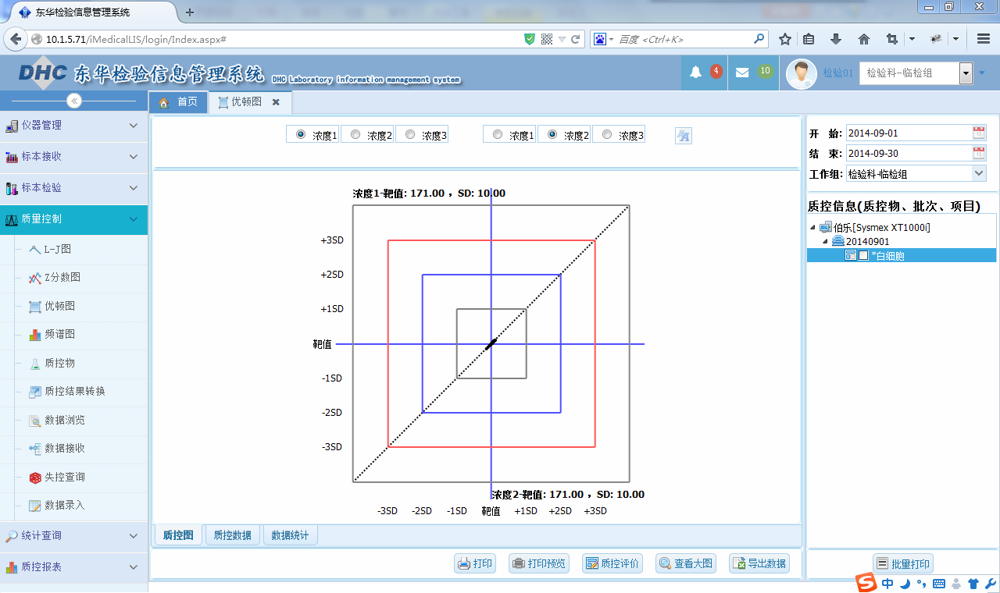 东华检验信息管理系统
10.1.5.71/iMedicalLIS/login/Index.aspx#
百度 <Ctrl+K>
DHC 东华检验信息管理系统 DHC Laboratory information management system
4
10
检验01
检验科-临检组
首页
优顿图
仪器管理
标本接收
标本检验
质量控制
L-J图
Z分数图
优顿图
频谱图
质控物
质控结果转换
数据浏览
数据接收
失控查询
数据录入
统计查询
质控报表
浓度1 浓度2 浓度3 浓度1 浓度2 浓度3
浓度1-靶值: 171.00 ，SD: 10.00
+3SD
+2SD
+1SD
靶值
-1SD
-2SD
-3SD
浓度2-靶值: 171.00 ，SD: 10.00
-3SD -2SD -1SD 靶值 +1SD +2SD +3SD
质控图 质控数据 数据统计
打印 打印预览 质控评价 查看大图 导出数据
开 始: 2014-09-01
结 束: 2014-09-30
工作组: 检验科-临检组
质控信息(质控物、批次、项目)
伯乐[Sysmex XT1000i]
20140901
*白细胞
批量打印
中